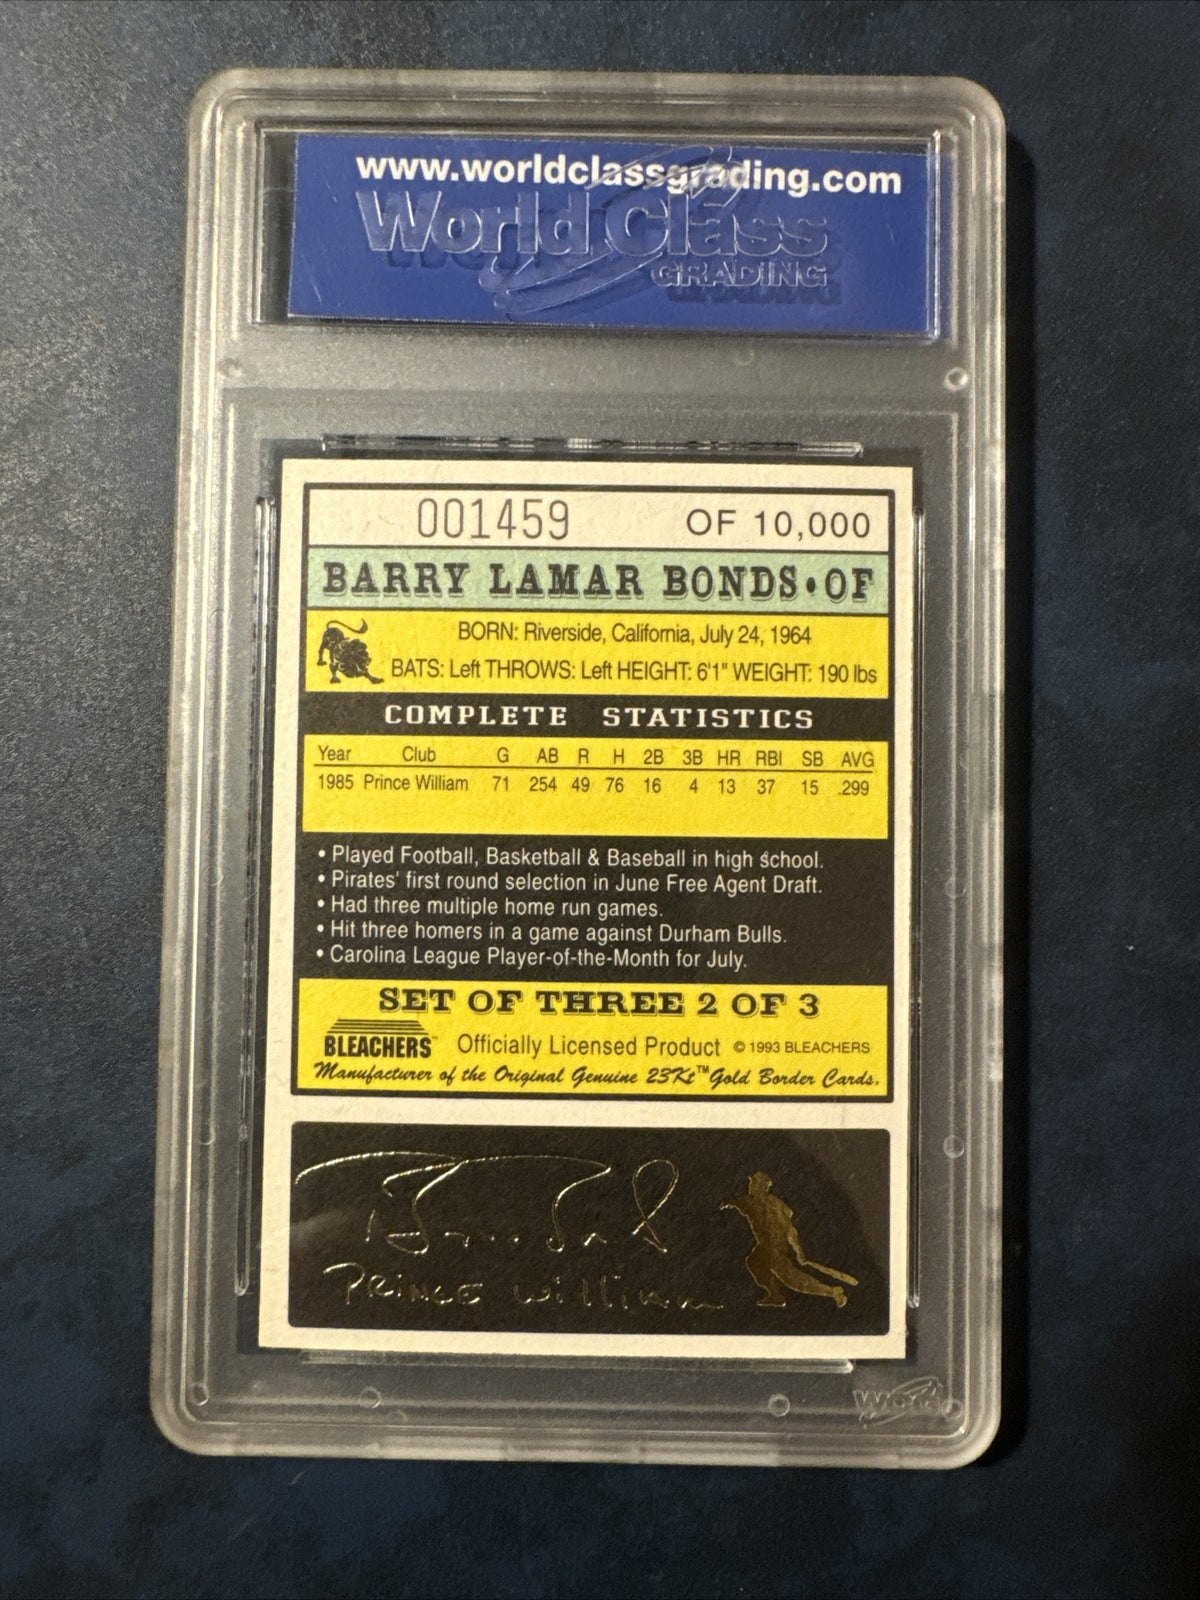 www.worldclassgrading.com
World Class
GRADING
001459 OF 10,000
BARRY LAMAR BONDS • OF
BORN: Riverside, California, July 24, 1964
BATS: Left THROWS: Left HEIGHT: 6'1" WEIGHT: 190 lbs
COMPLETE STATISTICS
Year Club G AB R H 2B 3B HR RBI SB AVG
1985 Prince William 71 254 49 76 16 4 13 37 15 .299
• Played Football, Basketball & Baseball in high school.
• Pirates' first round selection in June Free Agent Draft.
• Had three multiple home run games.
• Hit three homers in a game against Durham Bulls.
• Carolina League Player-of-the-Month for July.
SET OF THREE 2 OF 3
BLEACHERS™ Officially Licensed Product © 1993 BLEACHERS
Manufacturer of the Original Genuine 23Kt™ Gold Border Cards.
PRINCE William